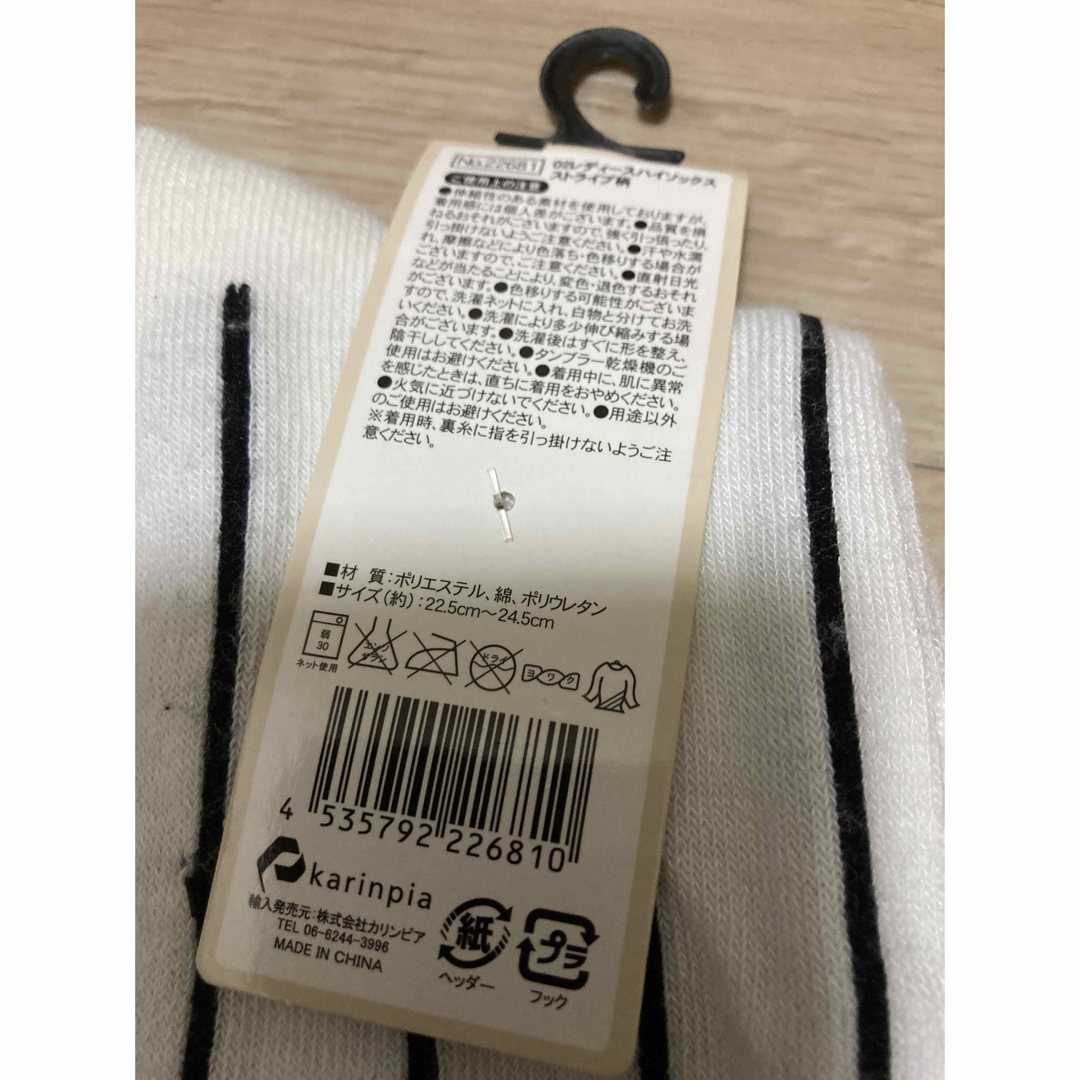 No.22681 02レディースハイソックス
ストライプ柄
ご使用上の注意
●伸縮性のある素材を使用しておりますが、
着用感には個人差がございます。●品質を損
ねるおそれがございますので、強く引っ張ったり、
引っ掛けないようご注意ください。●汗や水濡
れ、摩擦などにより色落ち・色移りする場合が
ございますので、ご注意ください。●直射日光
などが当たることにより、変色・退色するおそれ
がございます。●色移りする可能性がございま
すので、洗濯ネットに入れ、白物と分けてお洗
いください。●洗濯により多少伸び縮みする場
合がございます。●洗濯後はすぐに形を整え、
陰干ししてください。●タンブラー乾燥機のご
使用はお避けください。●着用中に、肌に異常
を感じたときは、直ちに着用をおやめください。
●火気に近づけないでください。●用途以外
のご使用はお避けください。
※着用時、裏糸に指を引っ掛けないようご注
意ください。
■材 質：ポリエステル、綿、ポリウレタン
■サイズ(約)：22.5cm～24.5cm
弱
30
ネット使用
エンソ
サラシ
ドライ
ヨワク
4 535792 226810
karinpia
輸入発売元：株式会社カリンピア
TEL 06-6244-3996
MADE IN CHINA
紙
ヘッダー
プラ
フック